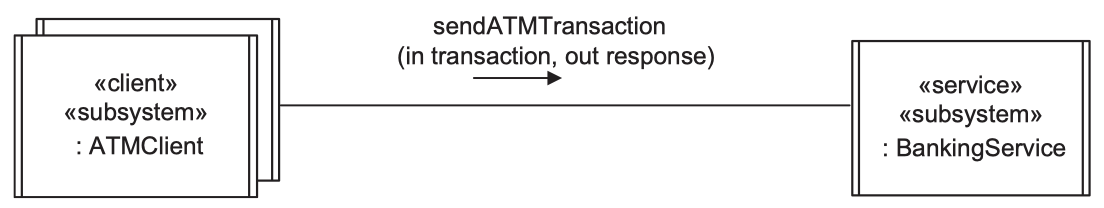 sendATMTransaction
(in transaction, out response)
«client»
«subsystem»
: ATMClient
«service»
«subsystem»
: BankingService